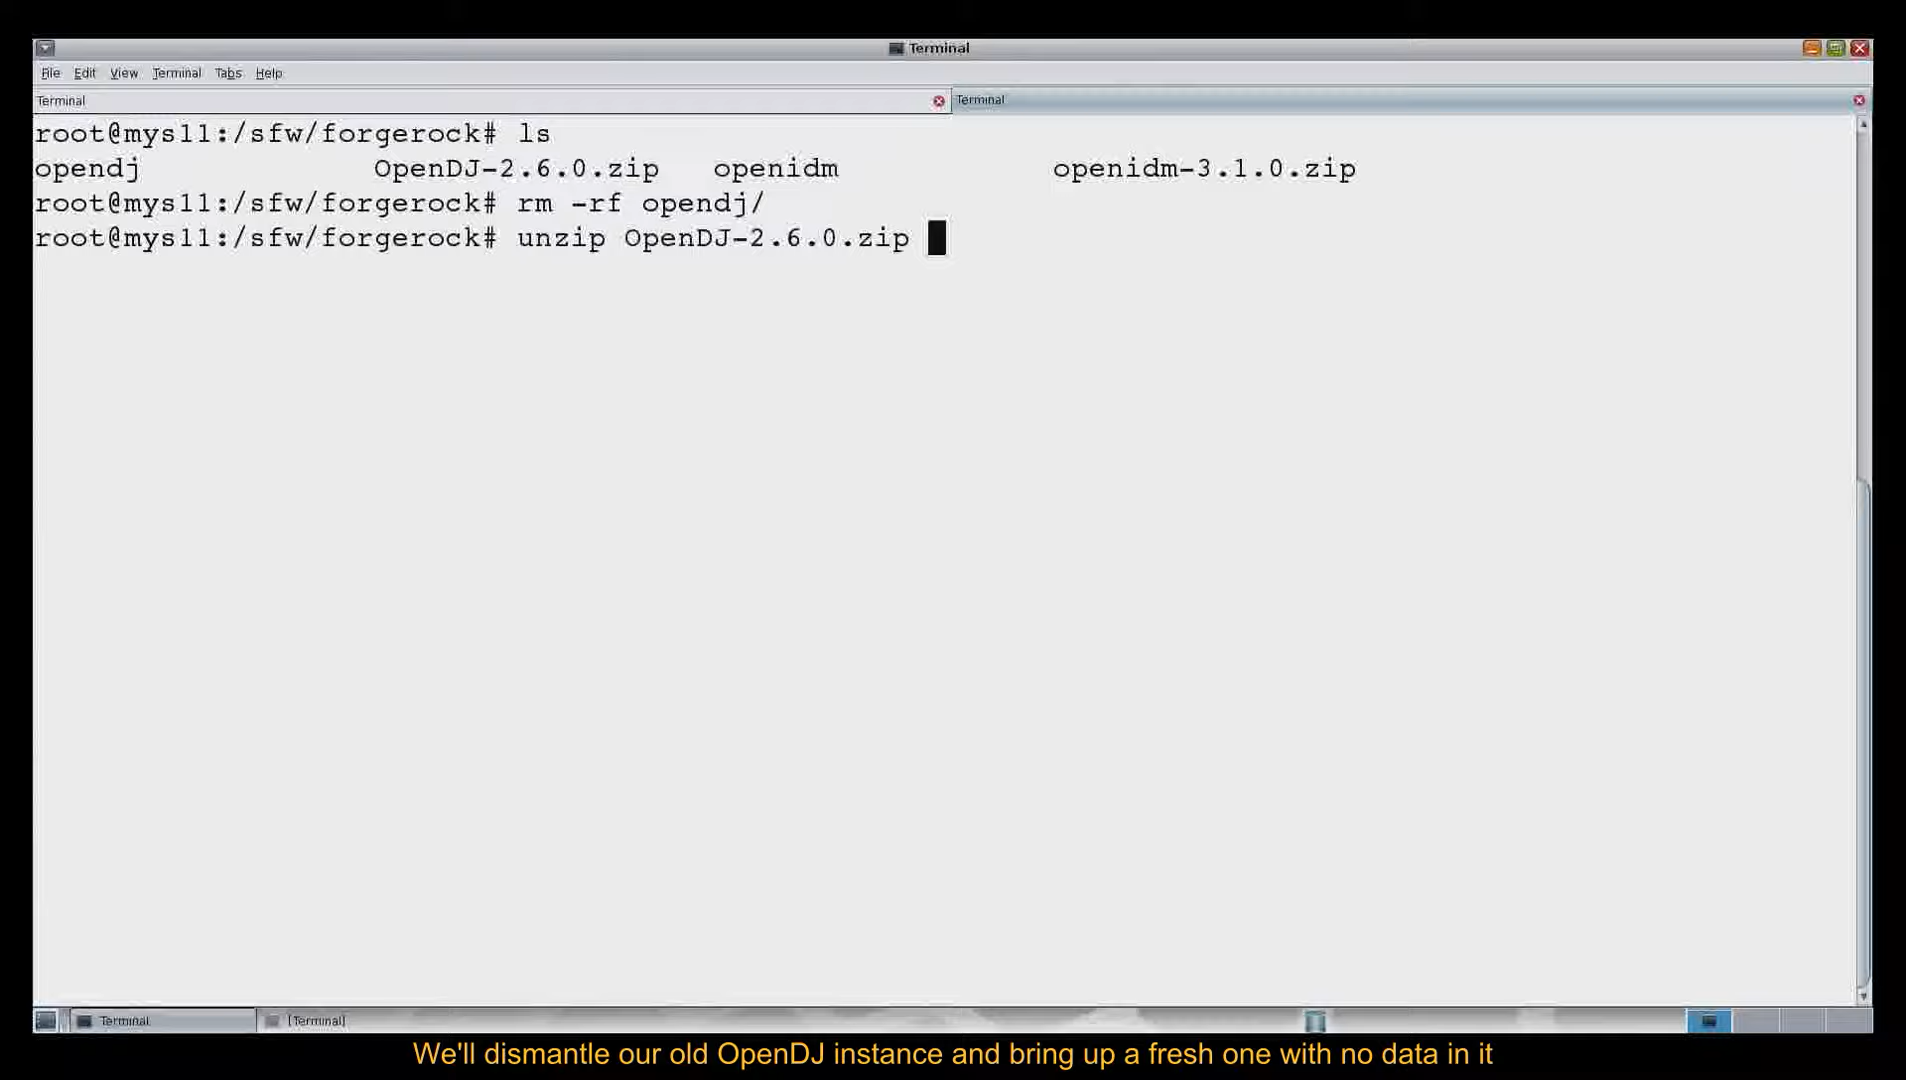 Terminal
File Edit View Terminal Tabs Help
Terminal Terminal
root@mys11:/sfw/forgerock# ls
opendj OpenDJ-2.6.0.zip openidm openidm-3.1.0.zip
root@mys11:/sfw/forgerock# rm -rf opendj/
root@mys11:/sfw/forgerock# unzip OpenDJ-2.6.0.zip
Terminal [Terminal]
We'll dismantle our old OpenDJ instance and bring up a fresh one with no data in it